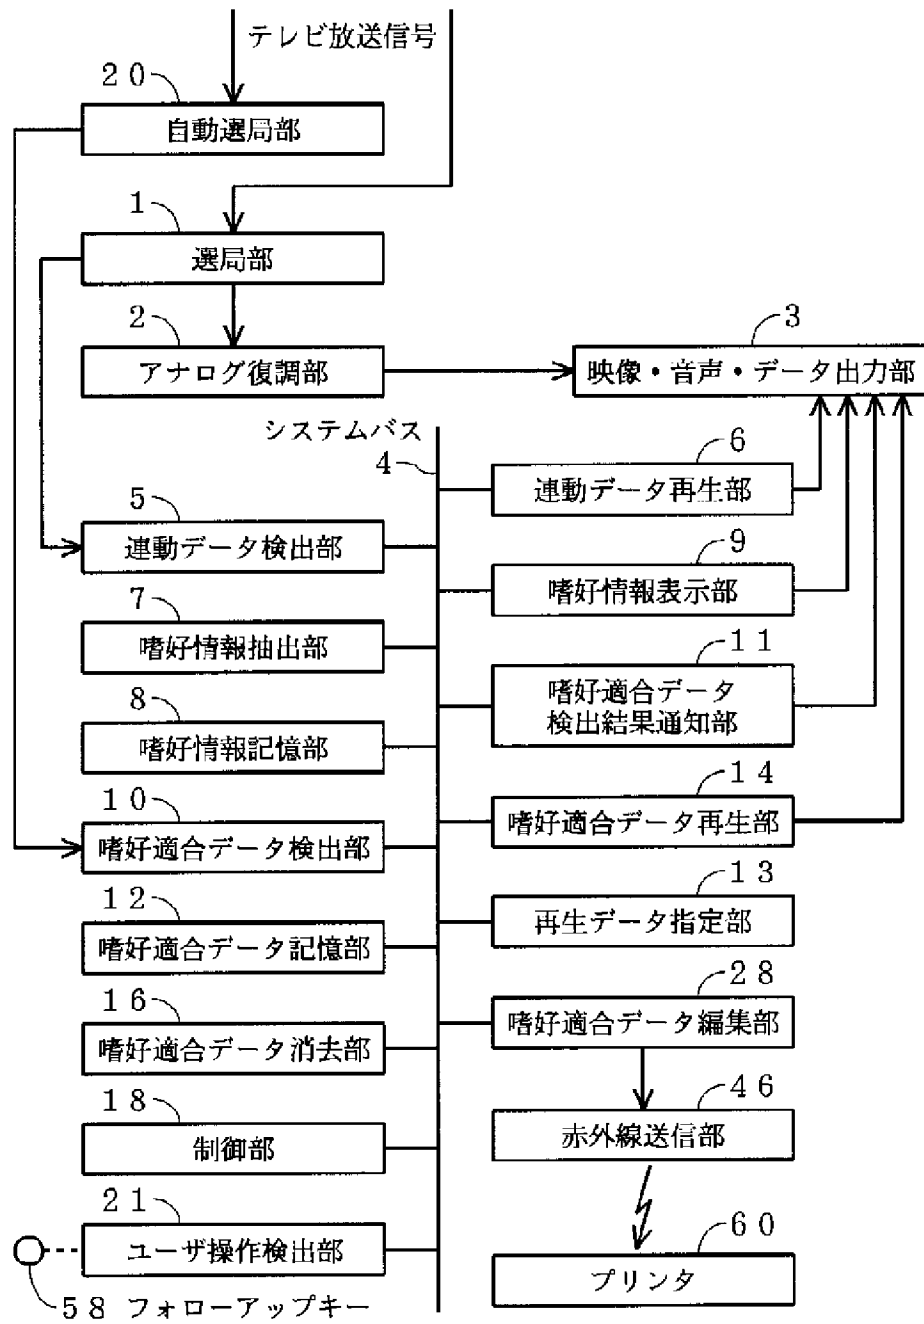 テレビ放送信号
20
自動選局部
1
選局部
2
アナログ復調部
3
映像・音声・データ出力部
システムバス
4
5
連動データ検出部
7
嗜好情報抽出部
8
嗜好情報記憶部
10
嗜好適合データ検出部
12
嗜好適合データ記憶部
16
嗜好適合データ消去部
18
制御部
21
ユーザ操作検出部
58 フォローアップキー
6
連動データ再生部
9
嗜好情報表示部
11
嗜好適合データ
検出結果通知部
14
嗜好適合データ再生部
13
再生データ指定部
28
嗜好適合データ編集部
46
赤外線送信部
60
プリンタ